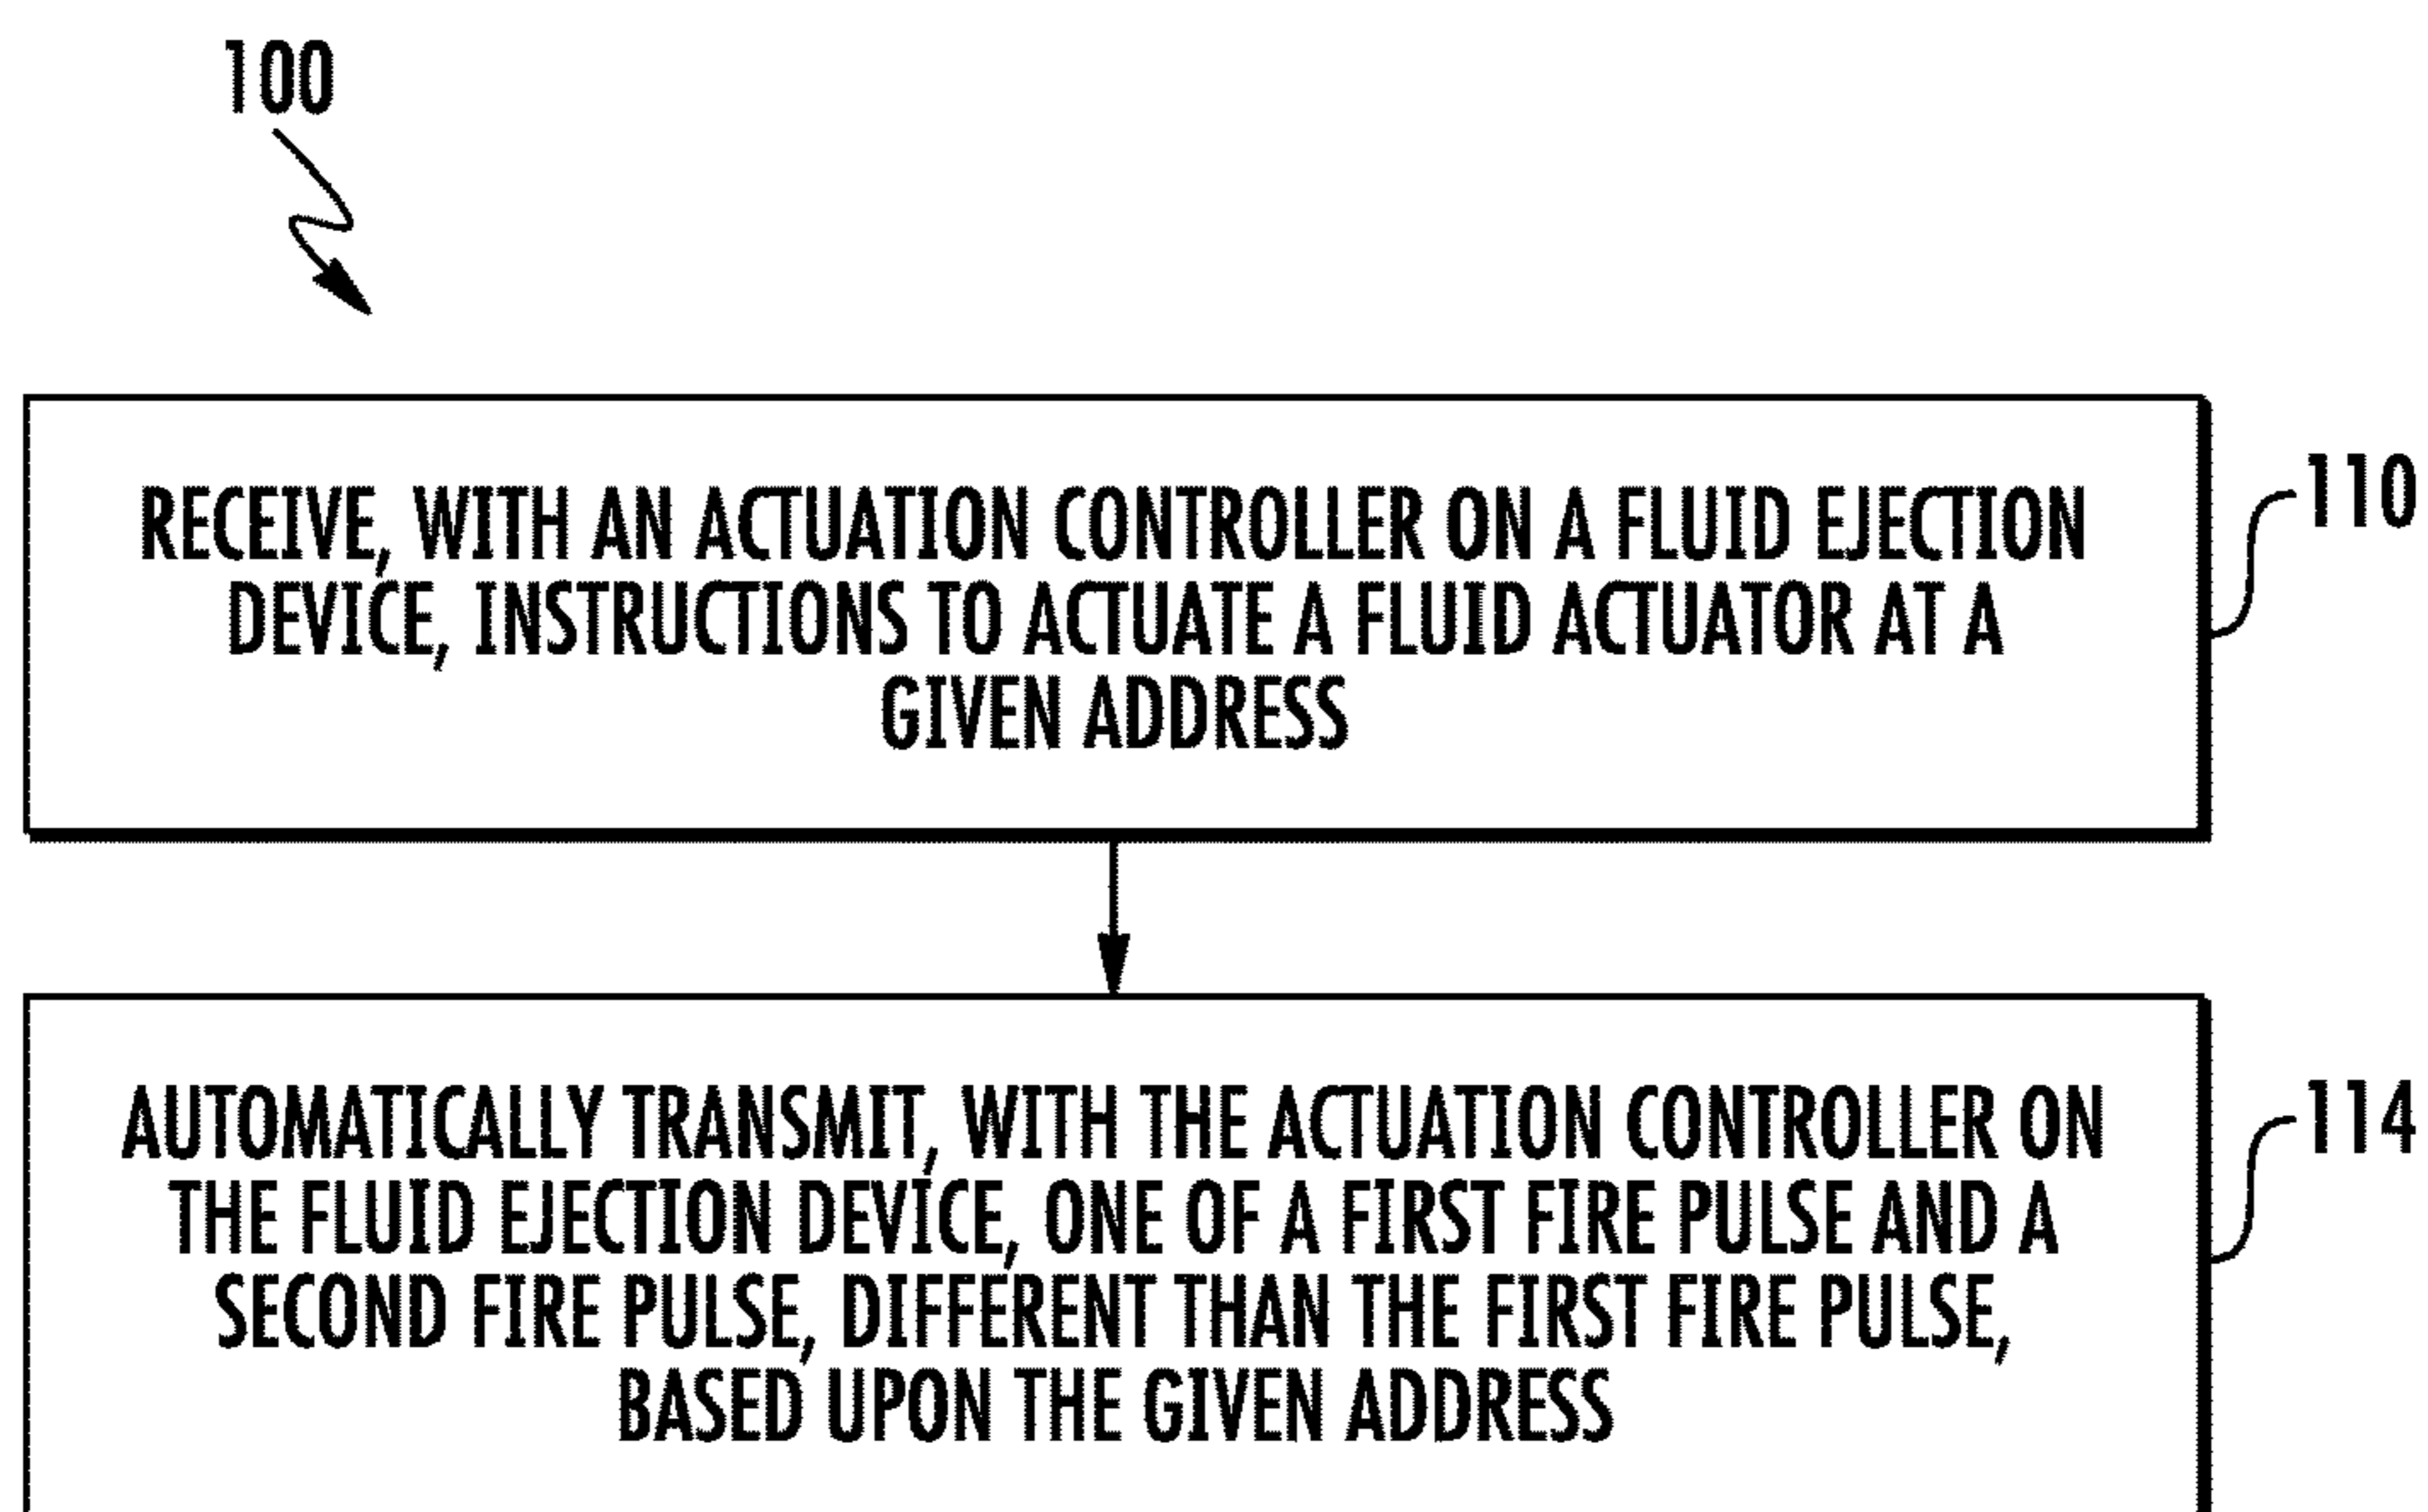 100
RECEIVE, WITH AN ACTUATION CONTROLLER ON A FLUID EJECTION
DEVICE, INSTRUCTIONS TO ACTUATE A FLUID ACTUATOR AT A
GIVEN ADDRESS
110
AUTOMATICALLY TRANSMIT, WITH THE ACTUATION CONTROLLER ON
THE FLUID EJECTION DEVICE, ONE OF A FIRST FIRE PULSE AND A
SECOND FIRE PULSE, DIFFERENT THAN THE FIRST FIRE PULSE,
BASED UPON THE GIVEN ADDRESS
114